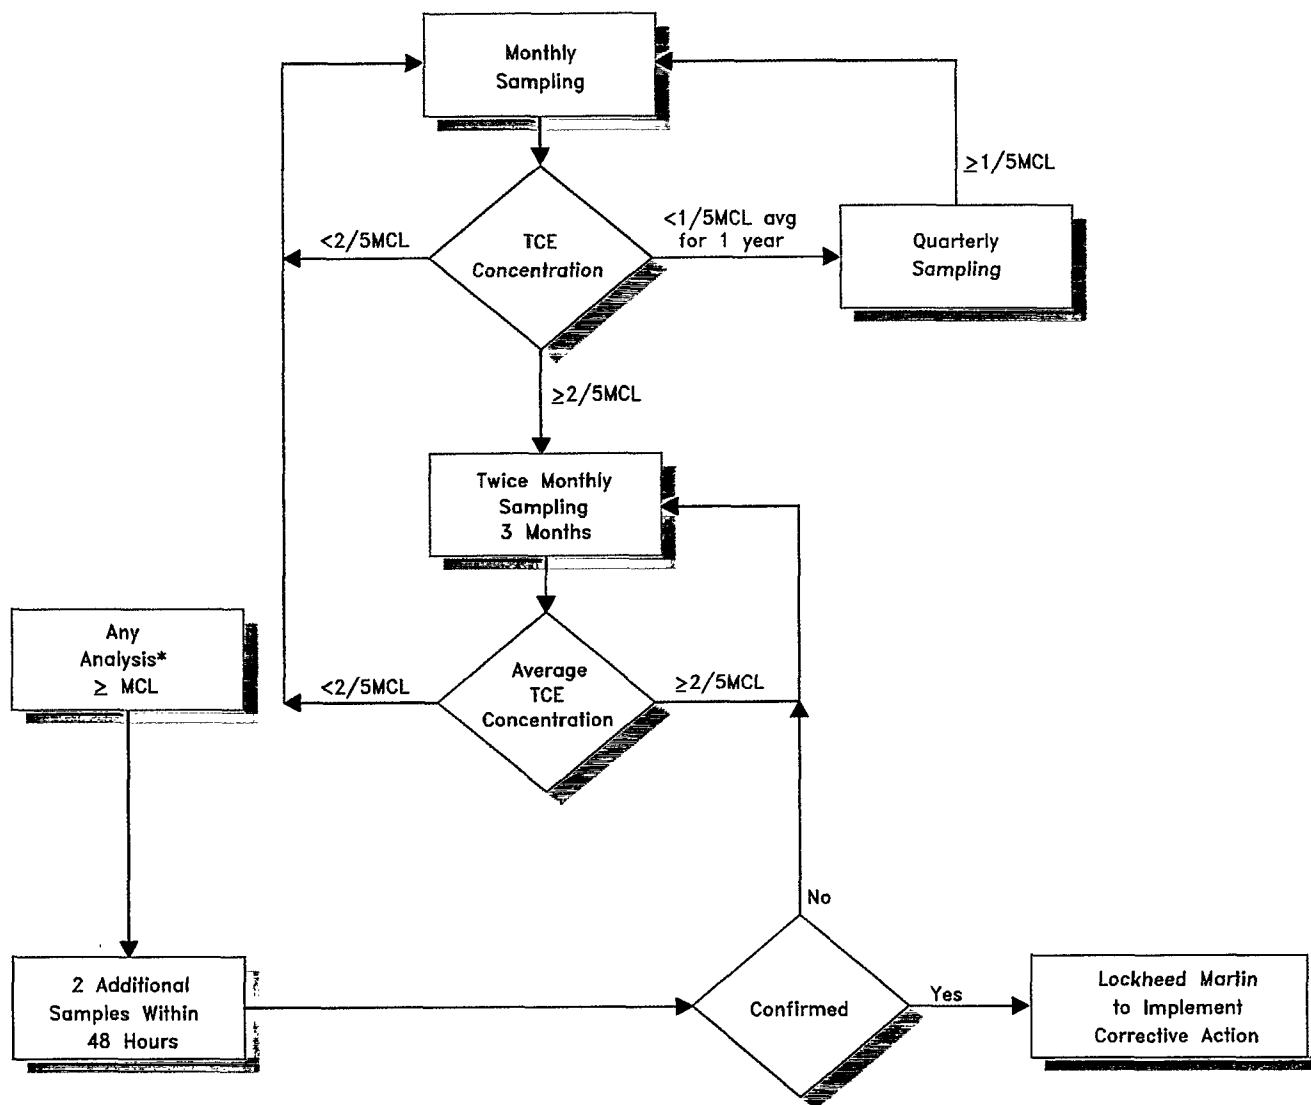 Monthly
Sampling
≥1/5MCL
<1/5MCL avg
for 1 year
<2/5MCL
TCE
Concentration
Quarterly
Sampling
≥2/5MCL
Twice Monthly
Sampling
3 Months
Any
Analysis*
≥ MCL
<2/5MCL
Average
TCE
Concentration
≥2/5MCL
No
2 Additional
Samples Within
48 Hours
Confirmed
Yes
Lockheed Martin
to Implement
Corrective Action